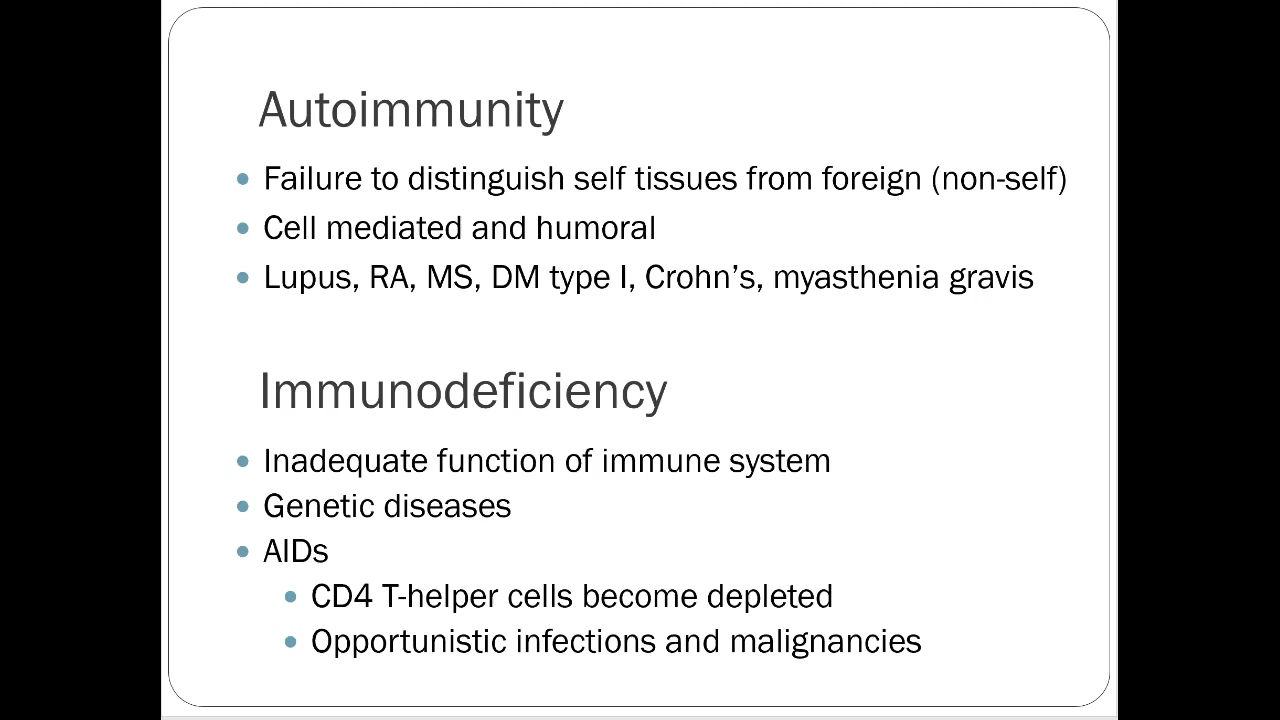 Autoimmunity
• Failure to distinguish self tissues from foreign (non-self)
• Cell mediated and humoral
• Lupus, RA, MS, DM type I, Crohn’s, myasthenia gravis
Immunodeficiency
• Inadequate function of immune system
• Genetic diseases
• AIDs
• CD4 T-helper cells become depleted
• Opportunistic infections and malignancies